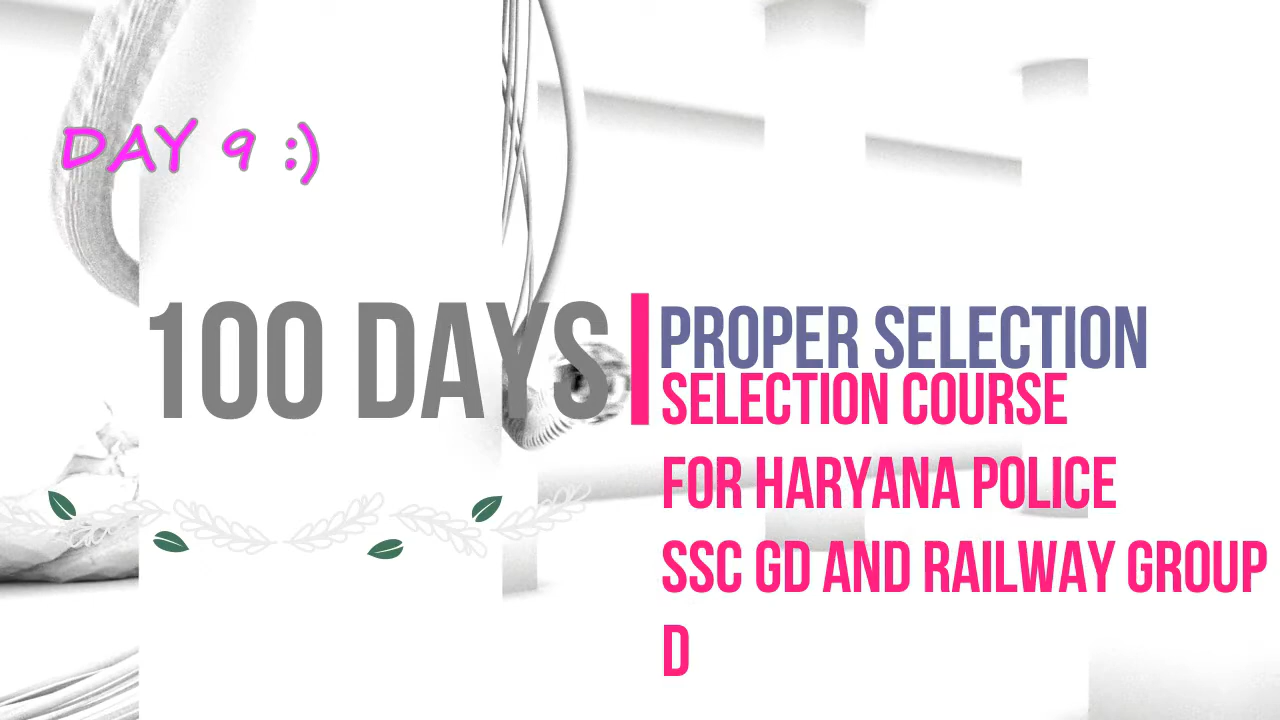 DAY 9 :)
100 DAYS
PROPER SELECTION
SELECTION COURSE
FOR HARYANA POLICE
SSC GD AND RAILWAY GROUP
D